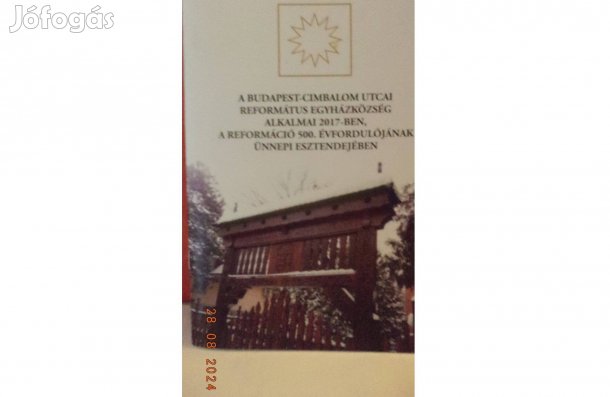 Jófogás
A BUDAPEST-CIMBALOM UTCAI
REFORMÁTUS EGYHÁZKÖZSÉG
ALKALMAI 2017-BEN,
A REFORMÁCIÓ 500. ÉVFORDULÓJÁNAK
ÜNNEPI ESZTENDEJÉBEN
28 08 2024